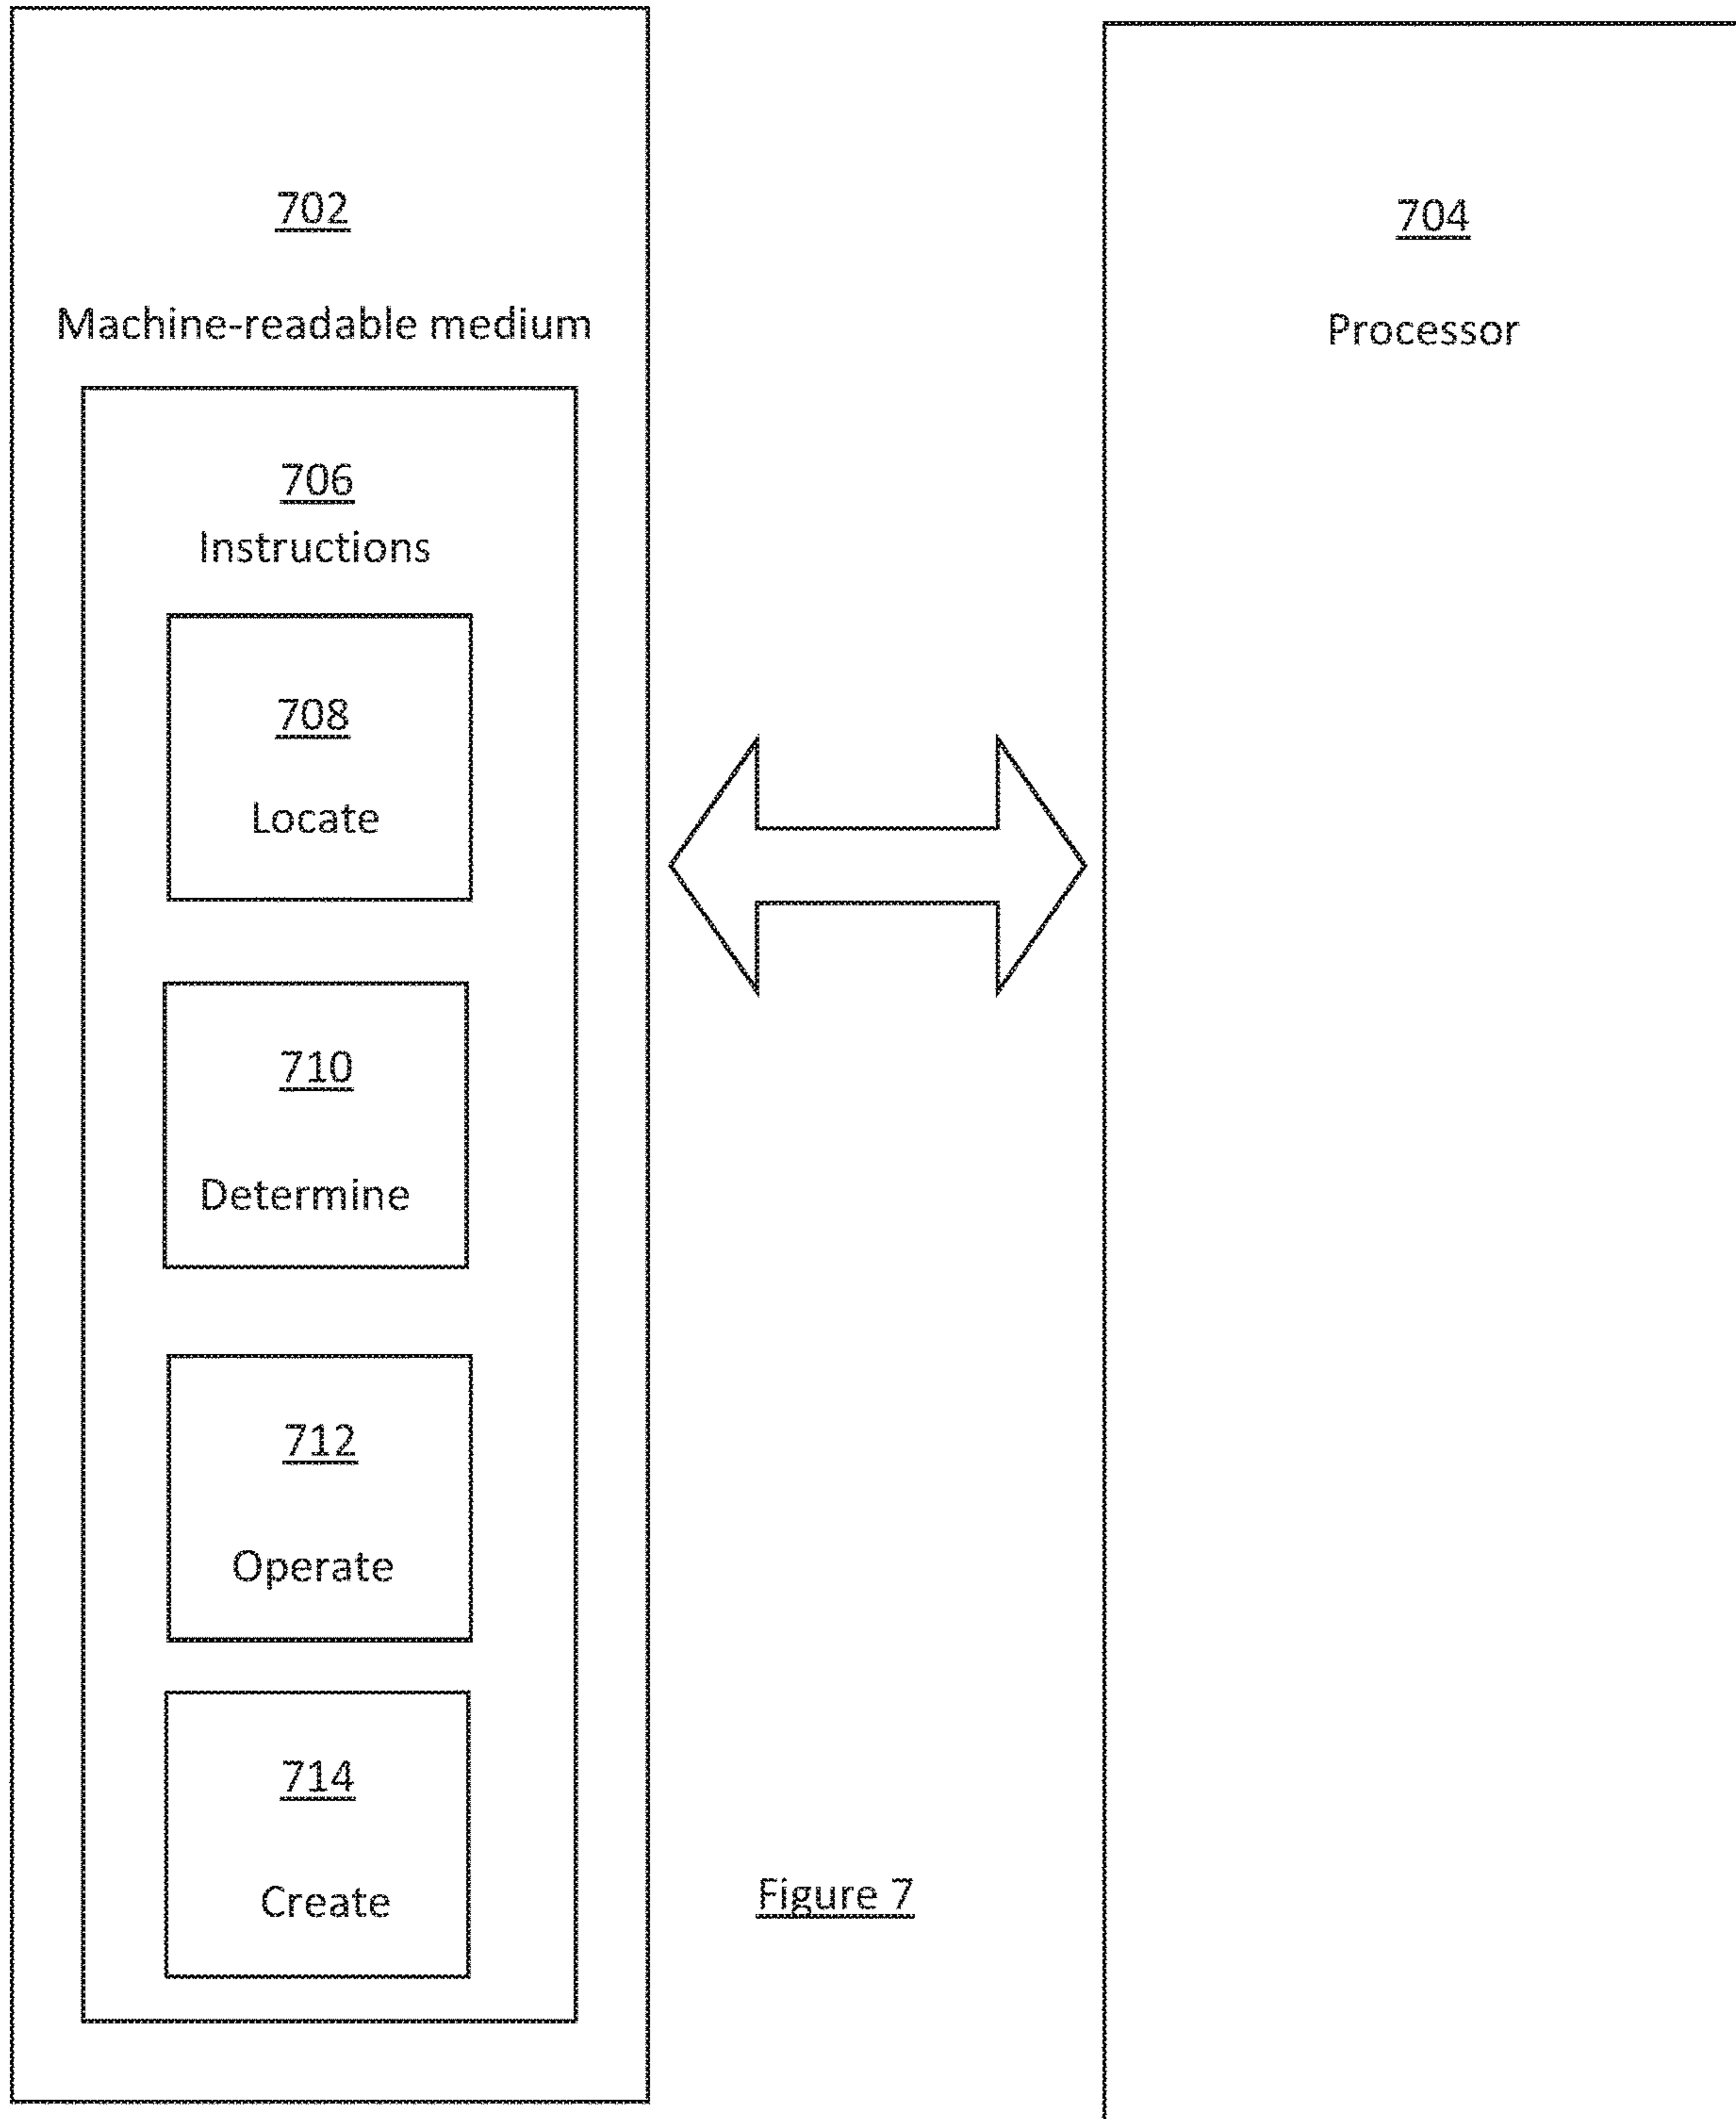 702
Machine-readable medium
706
Instructions
708
Locate
710
Determine
712
Operate
714
Create
704
Processor
Figure 7